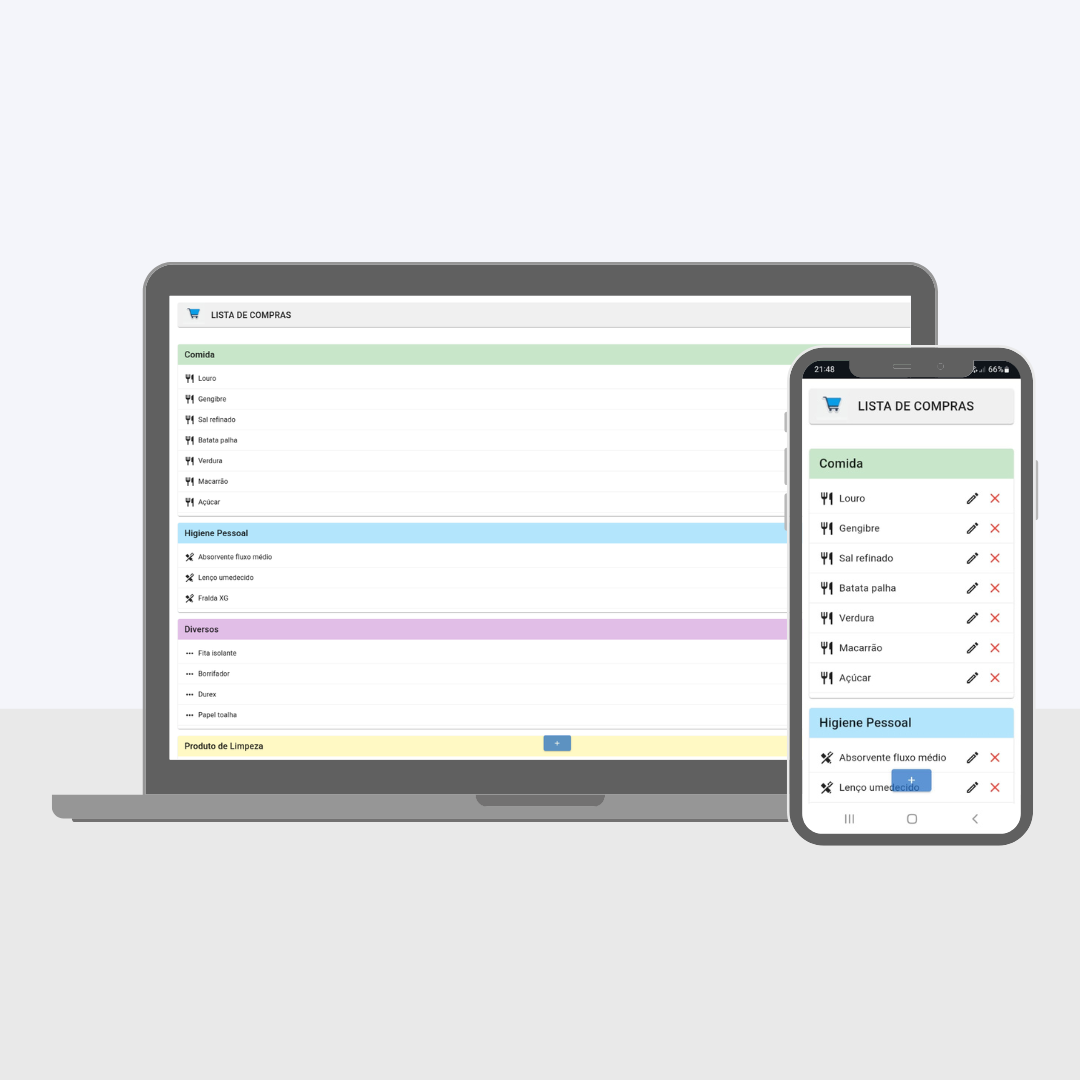 LISTA DE COMPRAS
Comida
Louro
Gengibre
Sal refinado
Batata palha
Verdura
Macarrão
Açúcar
Higiene Pessoal
Absorvente fluxo médio
Lenço umedecido
Fralda XG
Diversos
Fita isolante
Borrifador
Durex
Papel toalha
Produto de Limpeza
+
21:48 66%
LISTA DE COMPRAS
Comida
Louro
Gengibre
Sal refinado
Batata palha
Verdura
Macarrão
Açúcar
Higiene Pessoal
Absorvente fluxo médio
Lenço umedecido
+